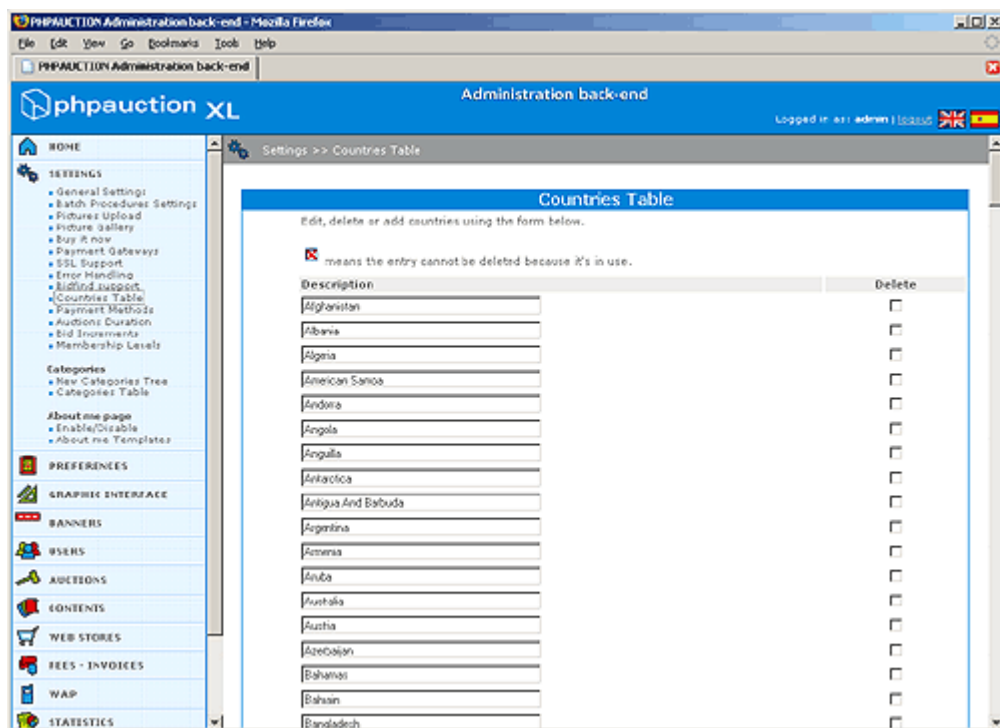 PHPAUCTION Administration back-end - Mozilla Firefox
File Edit View Go Bookmarks Tools Help
PHPAUCTION Administration back-end
phpauction XL
Administration back-end
Logged in as: admin | logout
HOME
SETTINGS
General Settings
Batch Procedures Settings
Pictures Upload
Picture Gallery
Buy it now
Payment Gateways
SSL Support
Error Handling
Bidfind support
Countries Table
Payment Methods
Auctions Duration
Bid Increments
Membership Levels
Categories
New Categories Tree
Categories Table
About me page
Enable/Disable
About me Templates
PREFERENCES
GRAPHIC INTERFACE
BANNERS
USERS
AUCTIONS
CONTENTS
WEB STORES
FEES - INVOICES
WAP
STATISTICS
Settings >> Countries Table
Countries Table
Edit, delete or add countries using the form below.
means the entry cannot be deleted because it's in use.
Description Delete
Afghanistan
Albania
Algeria
American Samoa
Andorra
Angola
Anguilla
Antarctica
Antigua And Barbuda
Argentina
Armenia
Aruba
Australia
Austria
Azerbaijan
Bahamas
Bahrain
Bangladesh